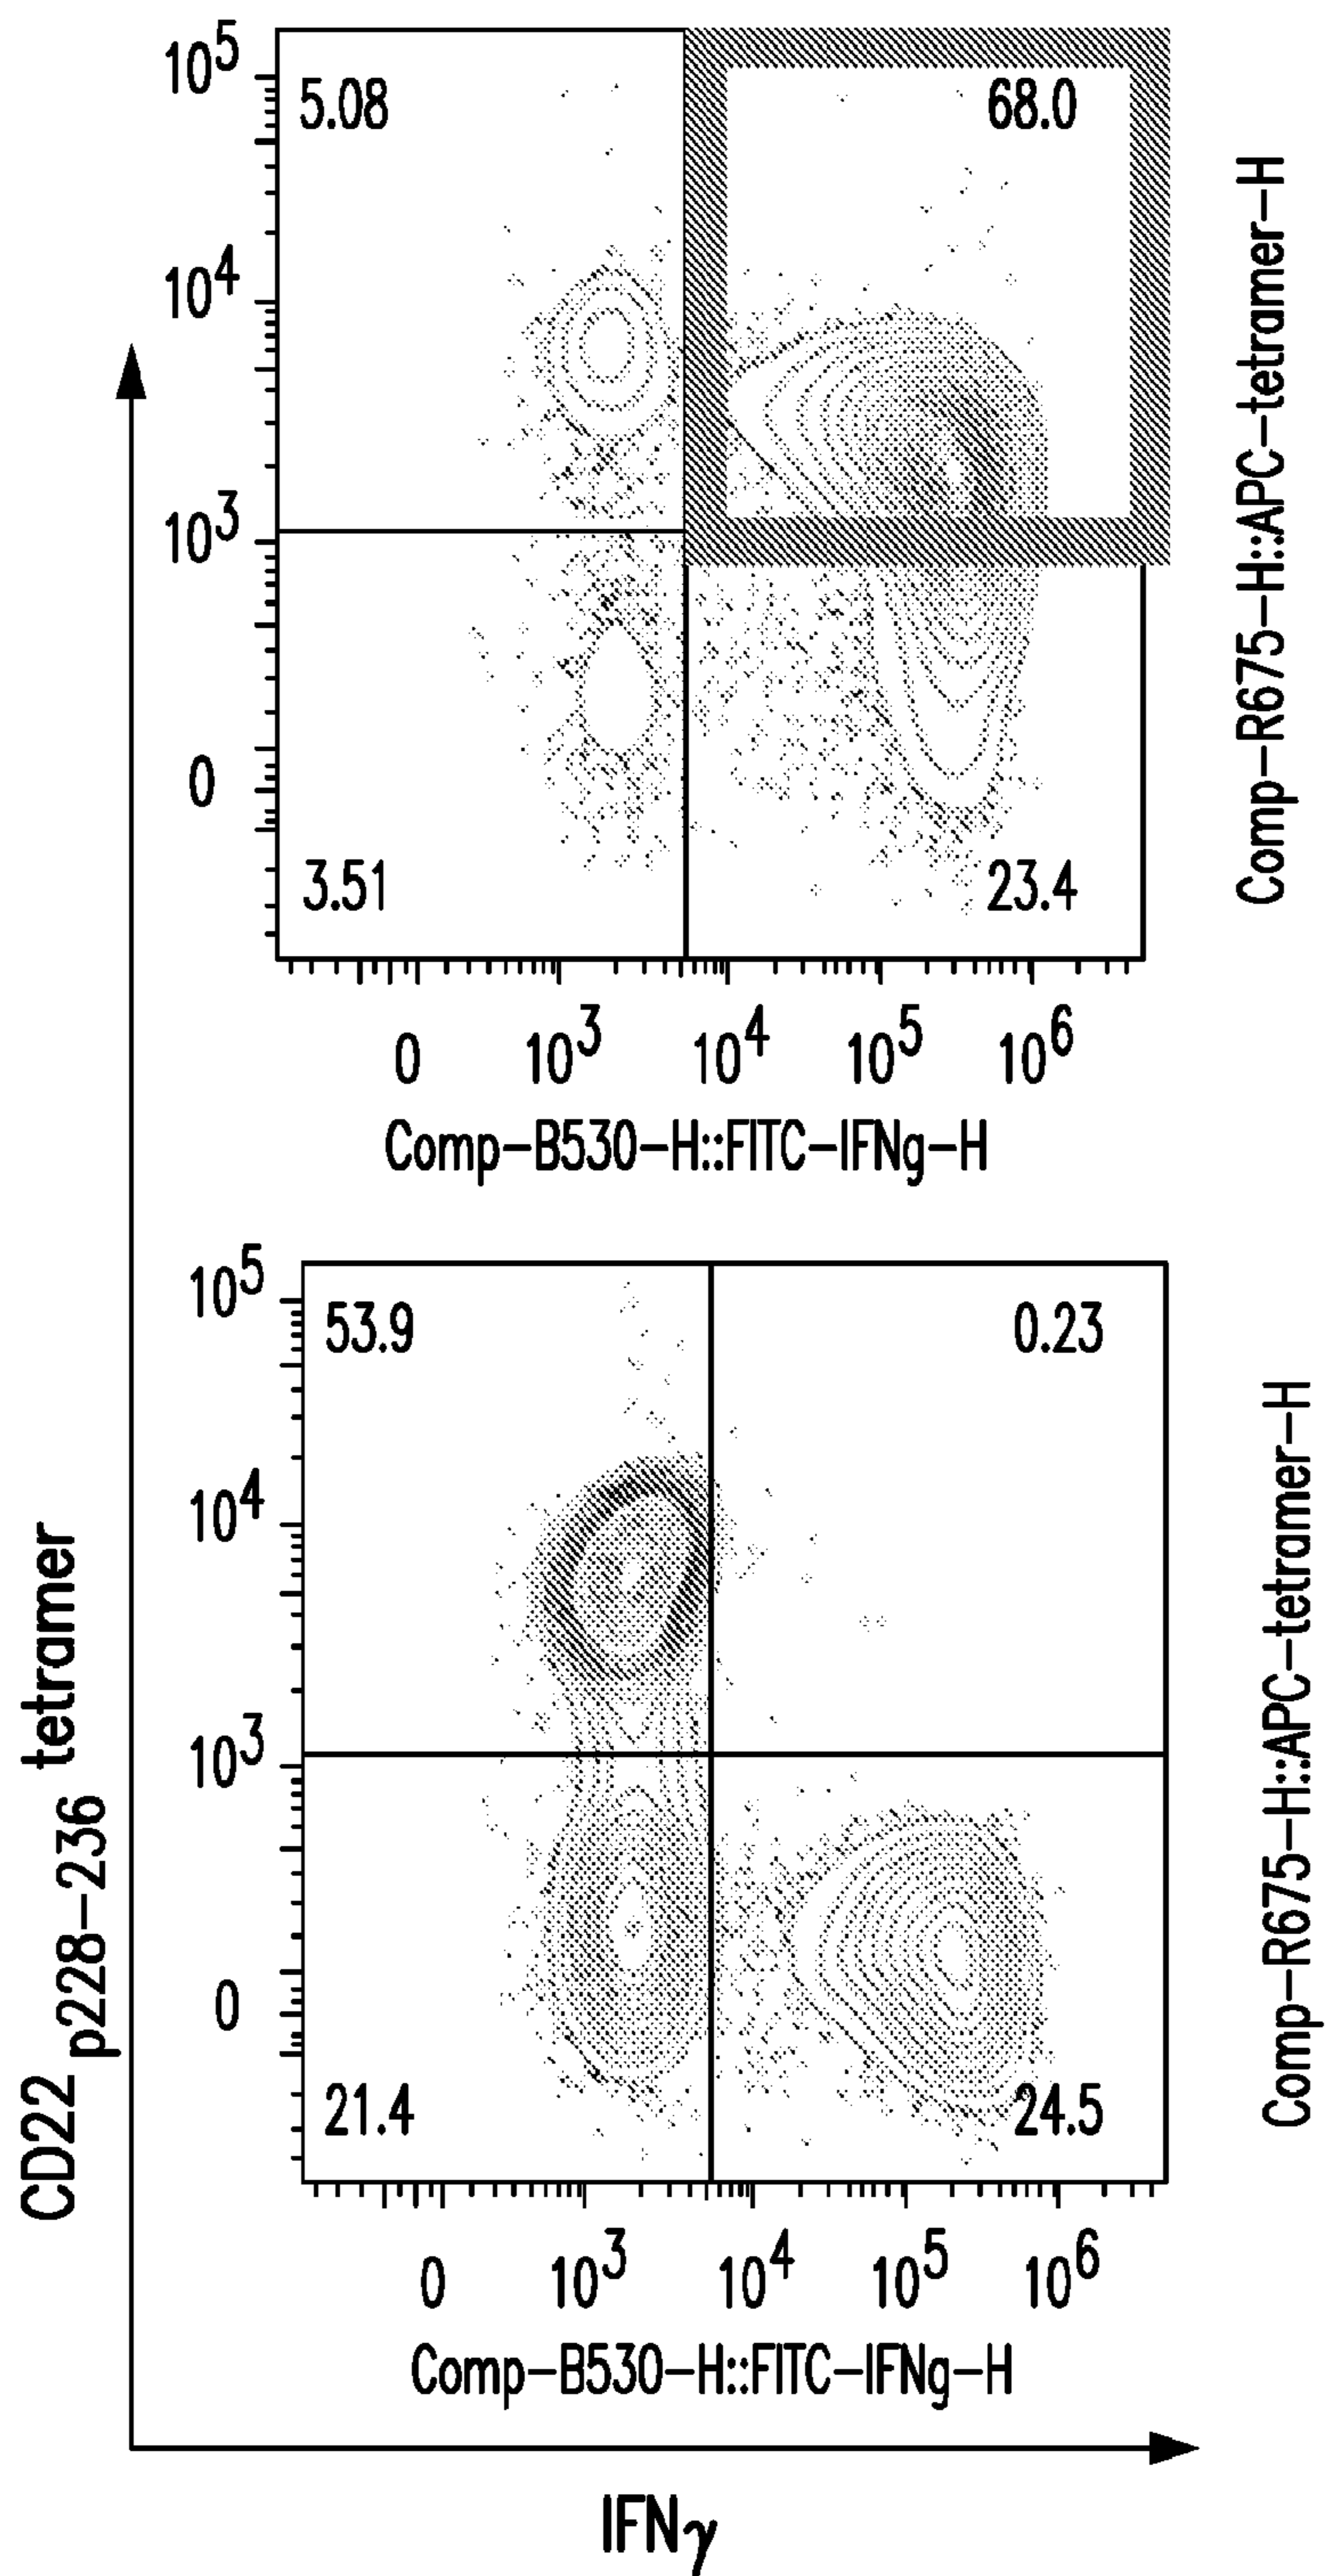 10^5
5.08
68.0
10^4
10^3
0
3.51
23.4
0 10^3 10^4 10^5 10^6
Comp-B530-H::FITC-IFNg-H
Comp-R675-H::APC-tetramer-H
10^5
53.9
0.23
10^4
10^3
0
21.4
24.5
0 10^3 10^4 10^5 10^6
Comp-B530-H::FITC-IFNg-H
Comp-R675-H::APC-tetramer-H
CD22 p228-236 tetramer
IFNγ